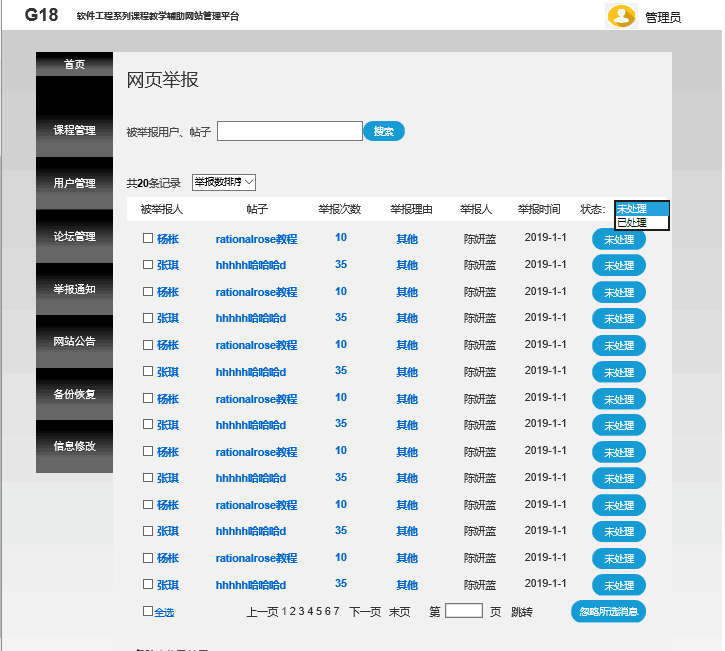 G18 软件工程系列课程教学辅助网站管理平台 管理员
首页
课程管理
用户管理
论坛管理
举报通知
网站公告
备份恢复
信息修改
网页举报
被举报用户、帖子 搜索
共20条记录 举报数排序
被举报人 帖子 举报次数 举报理由 举报人 举报时间 状态: 未处理
已处理
杨枨 rationalrose教程 10 其他 陈妍蓝 2019-1-1 未处理
张琪 hhhhh哈哈哈d 35 其他 陈妍蓝 2019-1-1 未处理
杨枨 rationalrose教程 10 其他 陈妍蓝 2019-1-1 未处理
张琪 hhhhh哈哈哈d 35 其他 陈妍蓝 2019-1-1 未处理
杨枨 rationalrose教程 10 其他 陈妍蓝 2019-1-1 未处理
张琪 hhhhh哈哈哈d 35 其他 陈妍蓝 2019-1-1 未处理
杨枨 rationalrose教程 10 其他 陈妍蓝 2019-1-1 未处理
张琪 hhhhh哈哈哈d 35 其他 陈妍蓝 2019-1-1 未处理
杨枨 rationalrose教程 10 其他 陈妍蓝 2019-1-1 未处理
张琪 hhhhh哈哈哈d 35 其他 陈妍蓝 2019-1-1 未处理
杨枨 rationalrose教程 10 其他 陈妍蓝 2019-1-1 未处理
张琪 hhhhh哈哈哈d 35 其他 陈妍蓝 2019-1-1 未处理
杨枨 rationalrose教程 10 其他 陈妍蓝 2019-1-1 未处理
张琪 hhhhh哈哈哈d 35 其他 陈妍蓝 2019-1-1 未处理
全选 上一页 1 2 3 4 5 6 7 下一页 末页 第 页 跳转 忽略所选消息